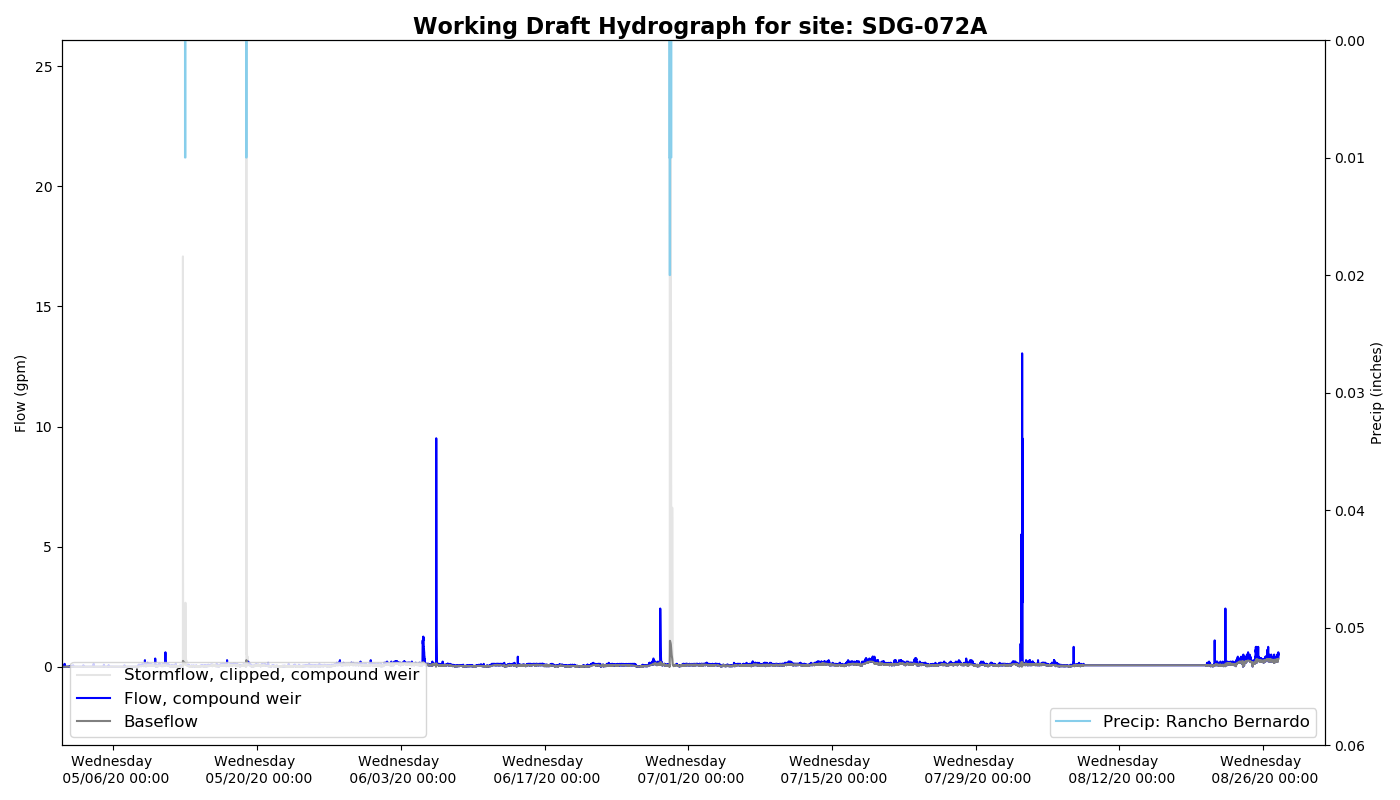 Working Draft Hydrograph for site: SDG-072A
25
20
15
10
5
0
Flow (gpm)
0.00
0.01
0.02
0.03
0.04
0.05
0.06
Precip (inches)
Stormflow, clipped, compound weir
Flow, compound weir
Baseflow
Precip: Rancho Bernardo
Wednesday
05/06/20 00:00
Wednesday
05/20/20 00:00
Wednesday
06/03/20 00:00
Wednesday
06/17/20 00:00
Wednesday
07/01/20 00:00
Wednesday
07/15/20 00:00
Wednesday
07/29/20 00:00
Wednesday
08/12/20 00:00
Wednesday
08/26/20 00:00